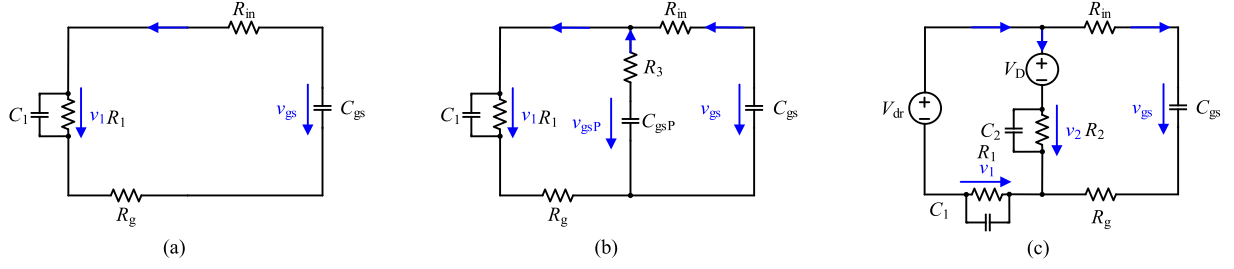 R_in
C_1 v_1 R_1 v_gs C_gs
R_g
(a)
R_in
R_3
C_1 v_1 R_1 v_gsP C_gsP v_gs C_gs
R_g
(b)
R_in
+
V_D
−
+
V_dr
−
C_2 v_2 R_2 v_gs C_gs
R_1
v_1
C_1
R_g
(c)